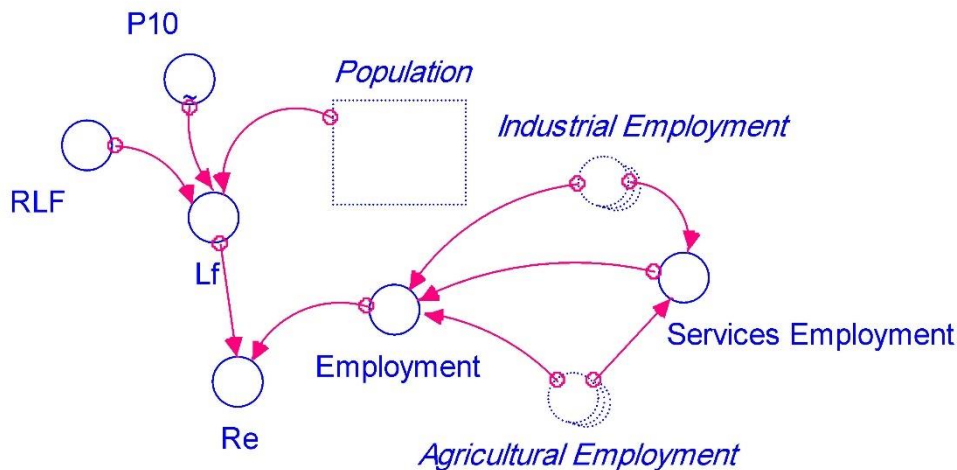 P10
Population
Industrial Employment
RLF
~
Lf
Services Employment
Employment
Re
Agricultural Employment